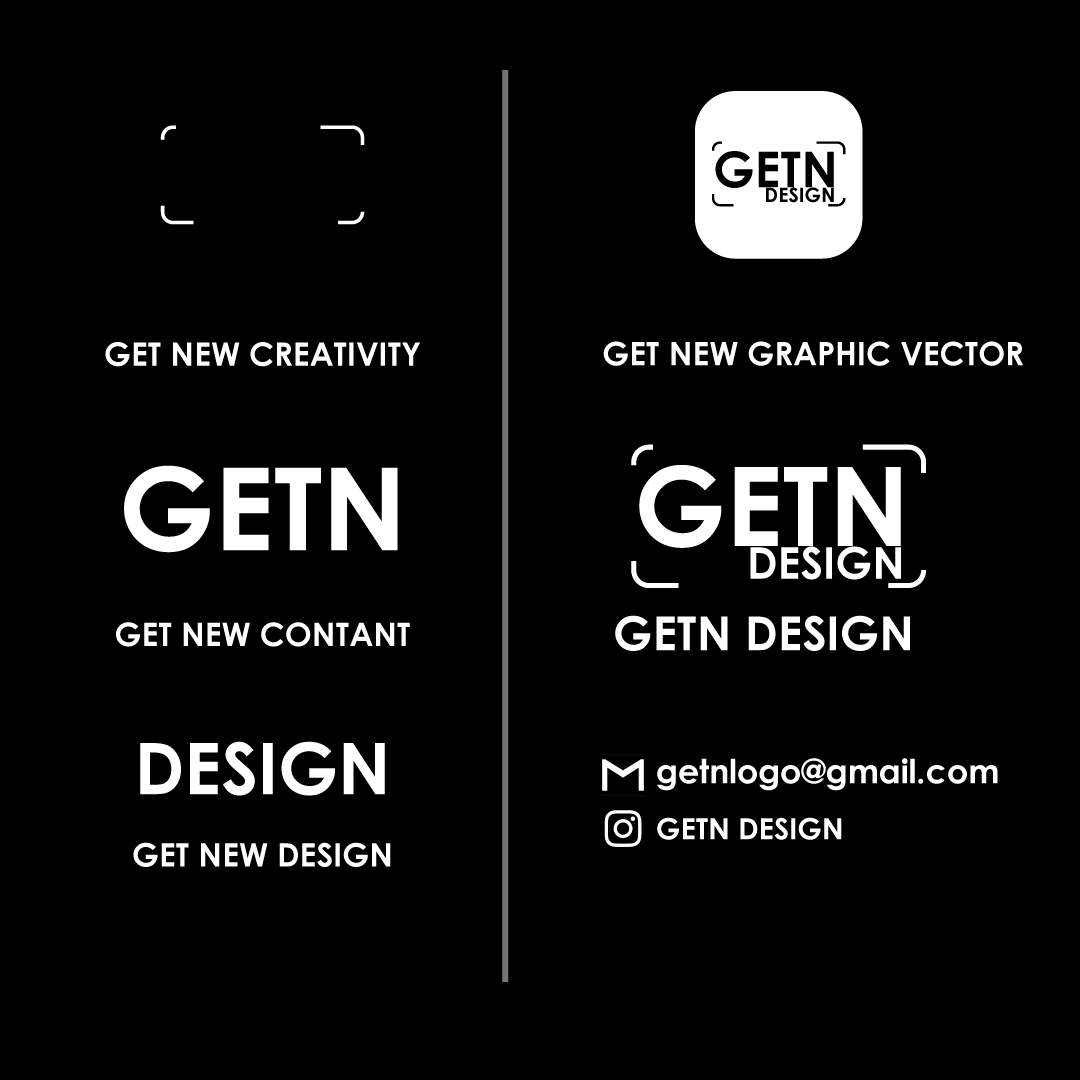 GET NEW CREATIVITY
GETN
GET NEW CONTANT
DESIGN
GET NEW DESIGN
GETN
DESIGN
GET NEW GRAPHIC VECTOR
GETN
DESIGN
GETN DESIGN
getnlogo@gmail.com
GETN DESIGN